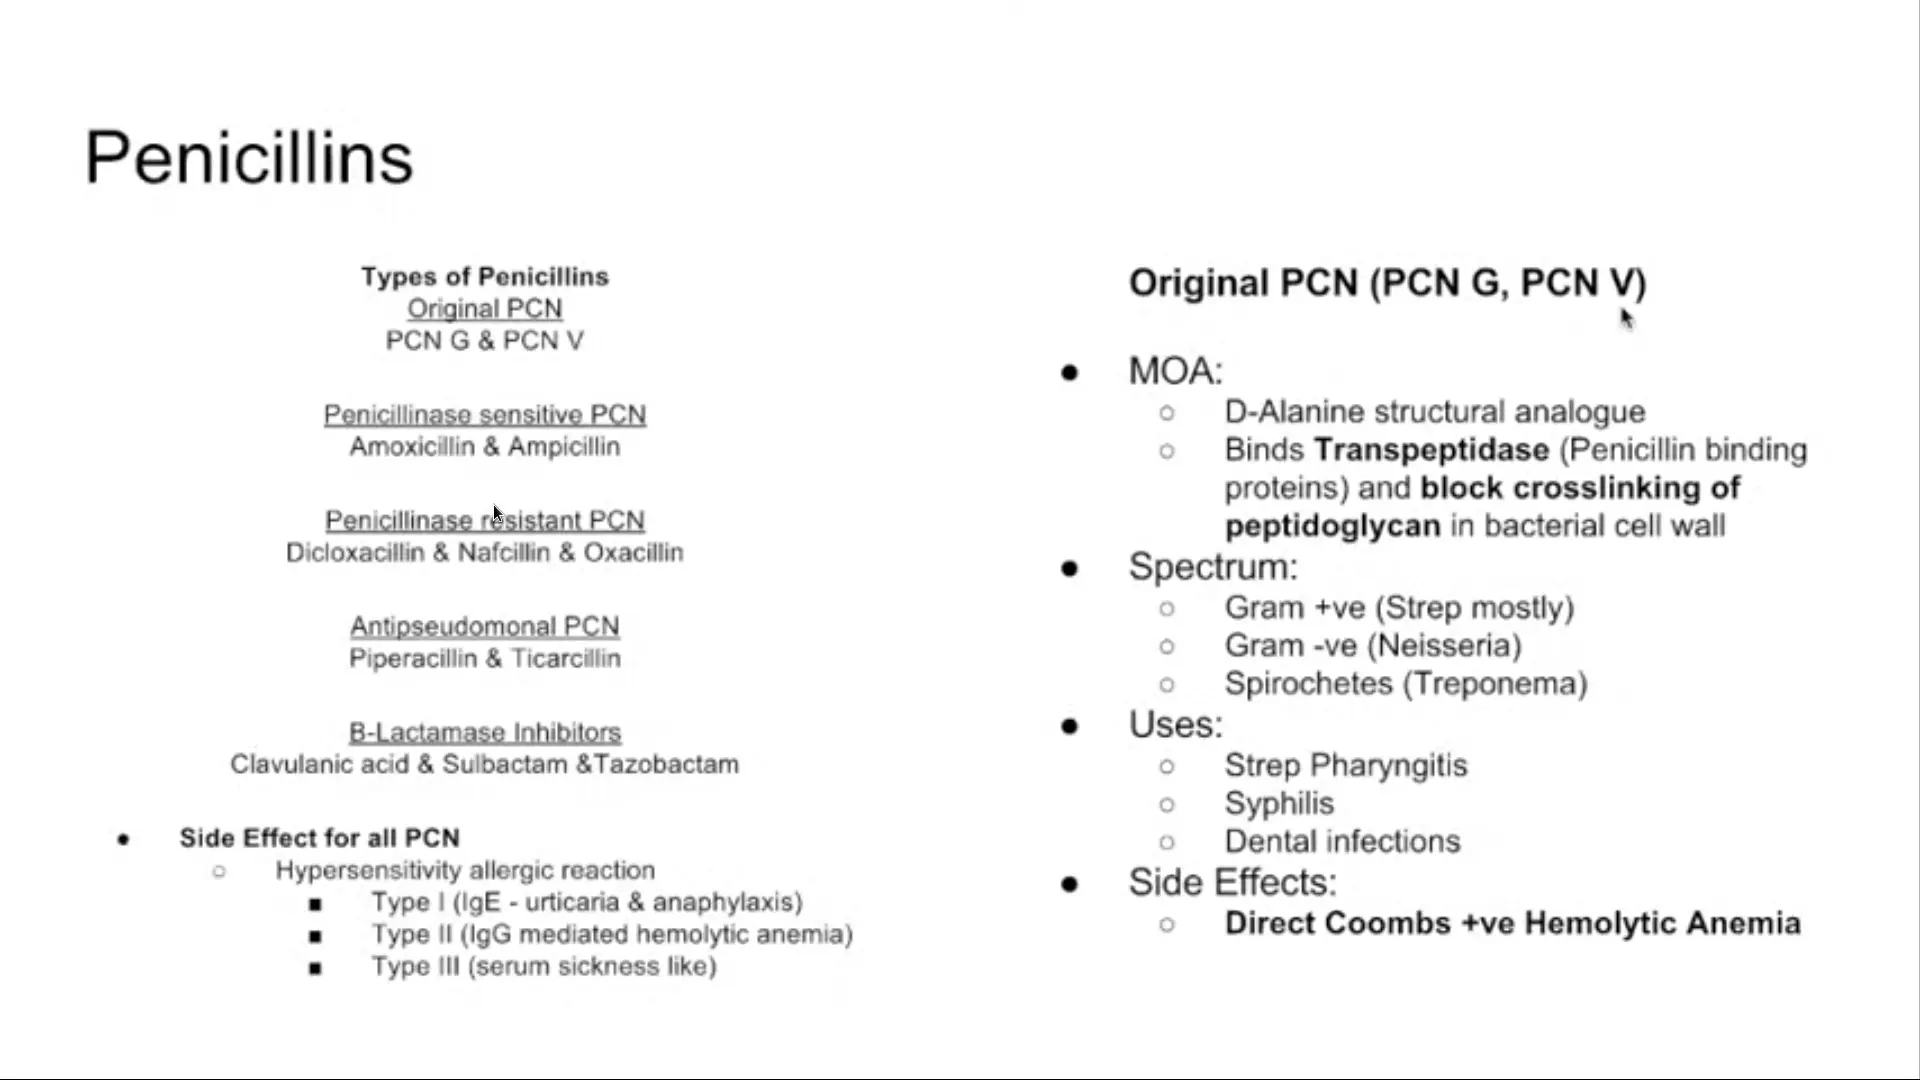 Penicillins
Types of Penicillins
Original PCN
PCN G & PCN V
Penicillinase sensitive PCN
Amoxicillin & Ampicillin
Penicillinase resistant PCN
Dicloxacillin & Nafcillin & Oxacillin
Antipseudomonal PCN
Piperacillin & Ticarcillin
B-Lactamase Inhibitors
Clavulanic acid & Sulbactam &Tazobactam
● Side Effect for all PCN
○ Hypersensitivity allergic reaction
■ Type I (IgE - urticaria & anaphylaxis)
■ Type II (IgG mediated hemolytic anemia)
■ Type III (serum sickness like)
Original PCN (PCN G, PCN V)
● MOA:
○ D-Alanine structural analogue
○ Binds Transpeptidase (Penicillin binding
proteins) and block crosslinking of
peptidoglycan in bacterial cell wall
● Spectrum:
○ Gram +ve (Strep mostly)
○ Gram -ve (Neisseria)
○ Spirochetes (Treponema)
● Uses:
○ Strep Pharyngitis
○ Syphilis
○ Dental infections
● Side Effects:
○ Direct Coombs +ve Hemolytic Anemia